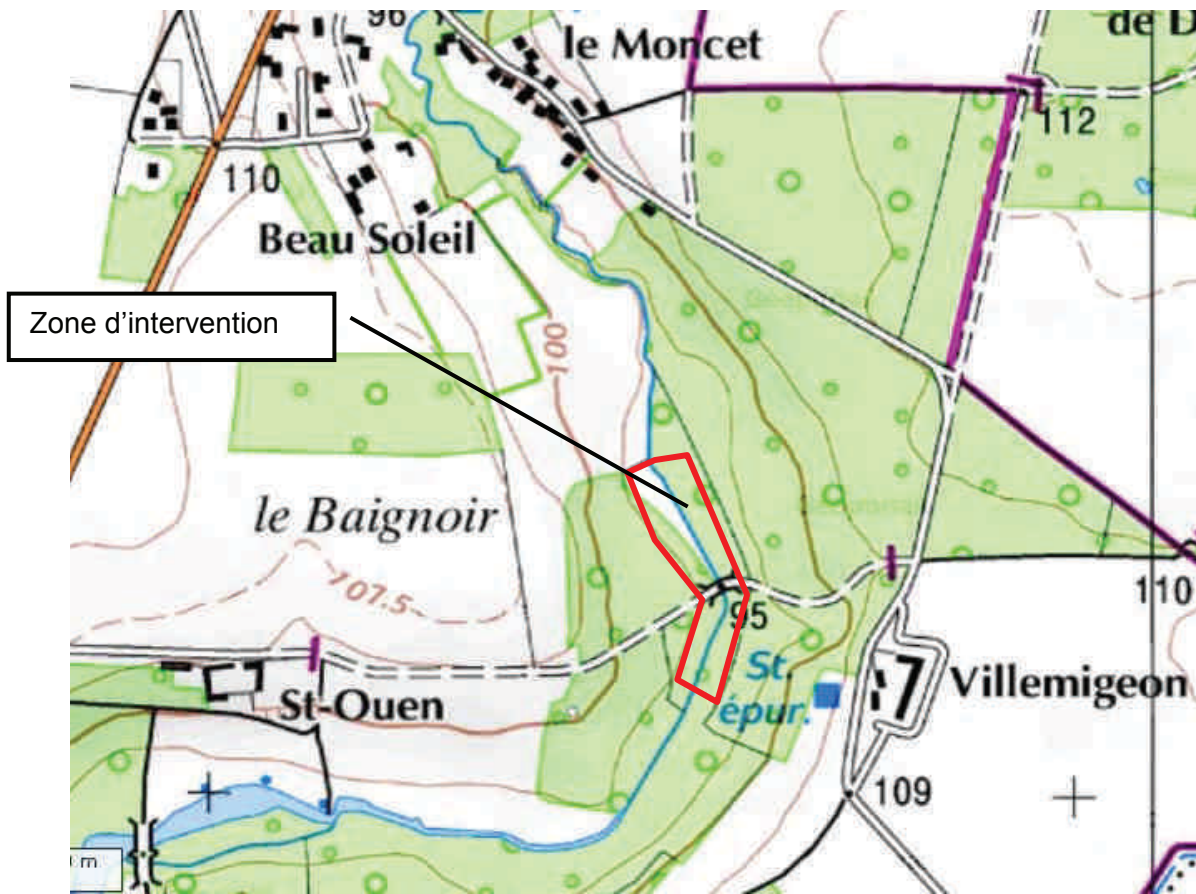 96
le Moncet
de D
112
110
Beau Soleil
Zone d'intervention
100
le Baignoir
107.5
95
110
St.
épur.
Villemigeon
St-Ouen
109
m